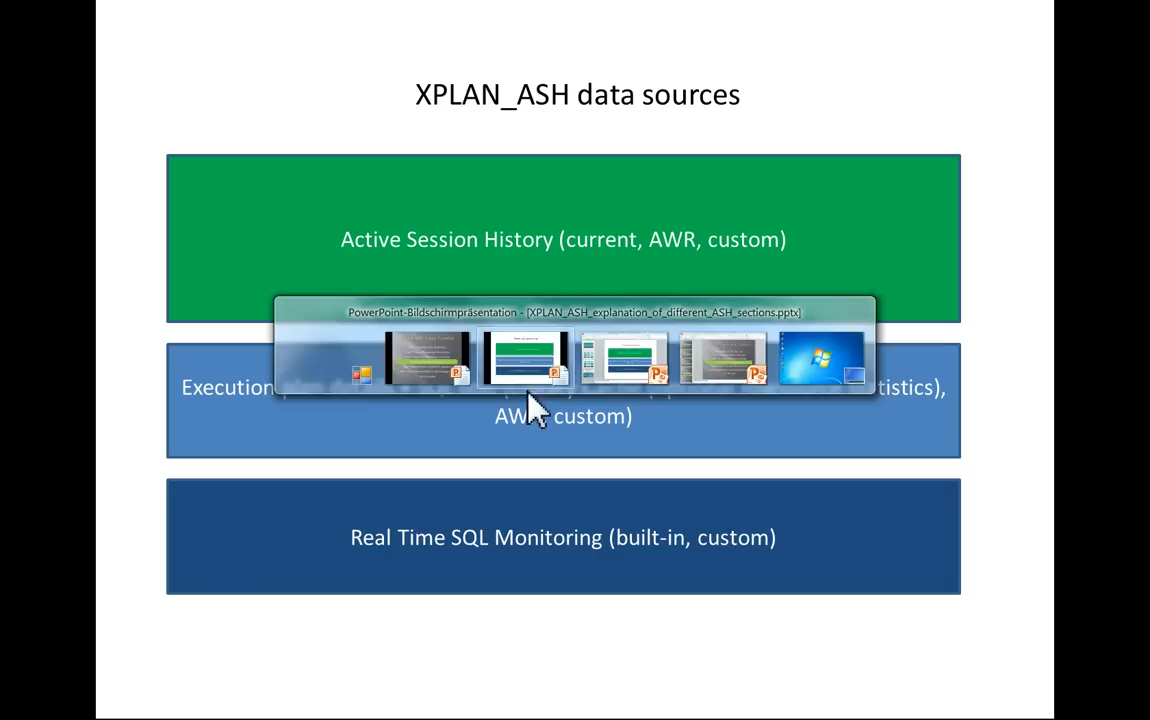 XPLAN_ASH data sources
Active Session History (current, AWR, custom)
PowerPoint-Bildschirmpräsentation - [XPLAN_ASH_explanation_of_different_ASH_sections.pptx]
Execution tistics),
AW custom)
Real Time SQL Monitoring (built-in, custom)